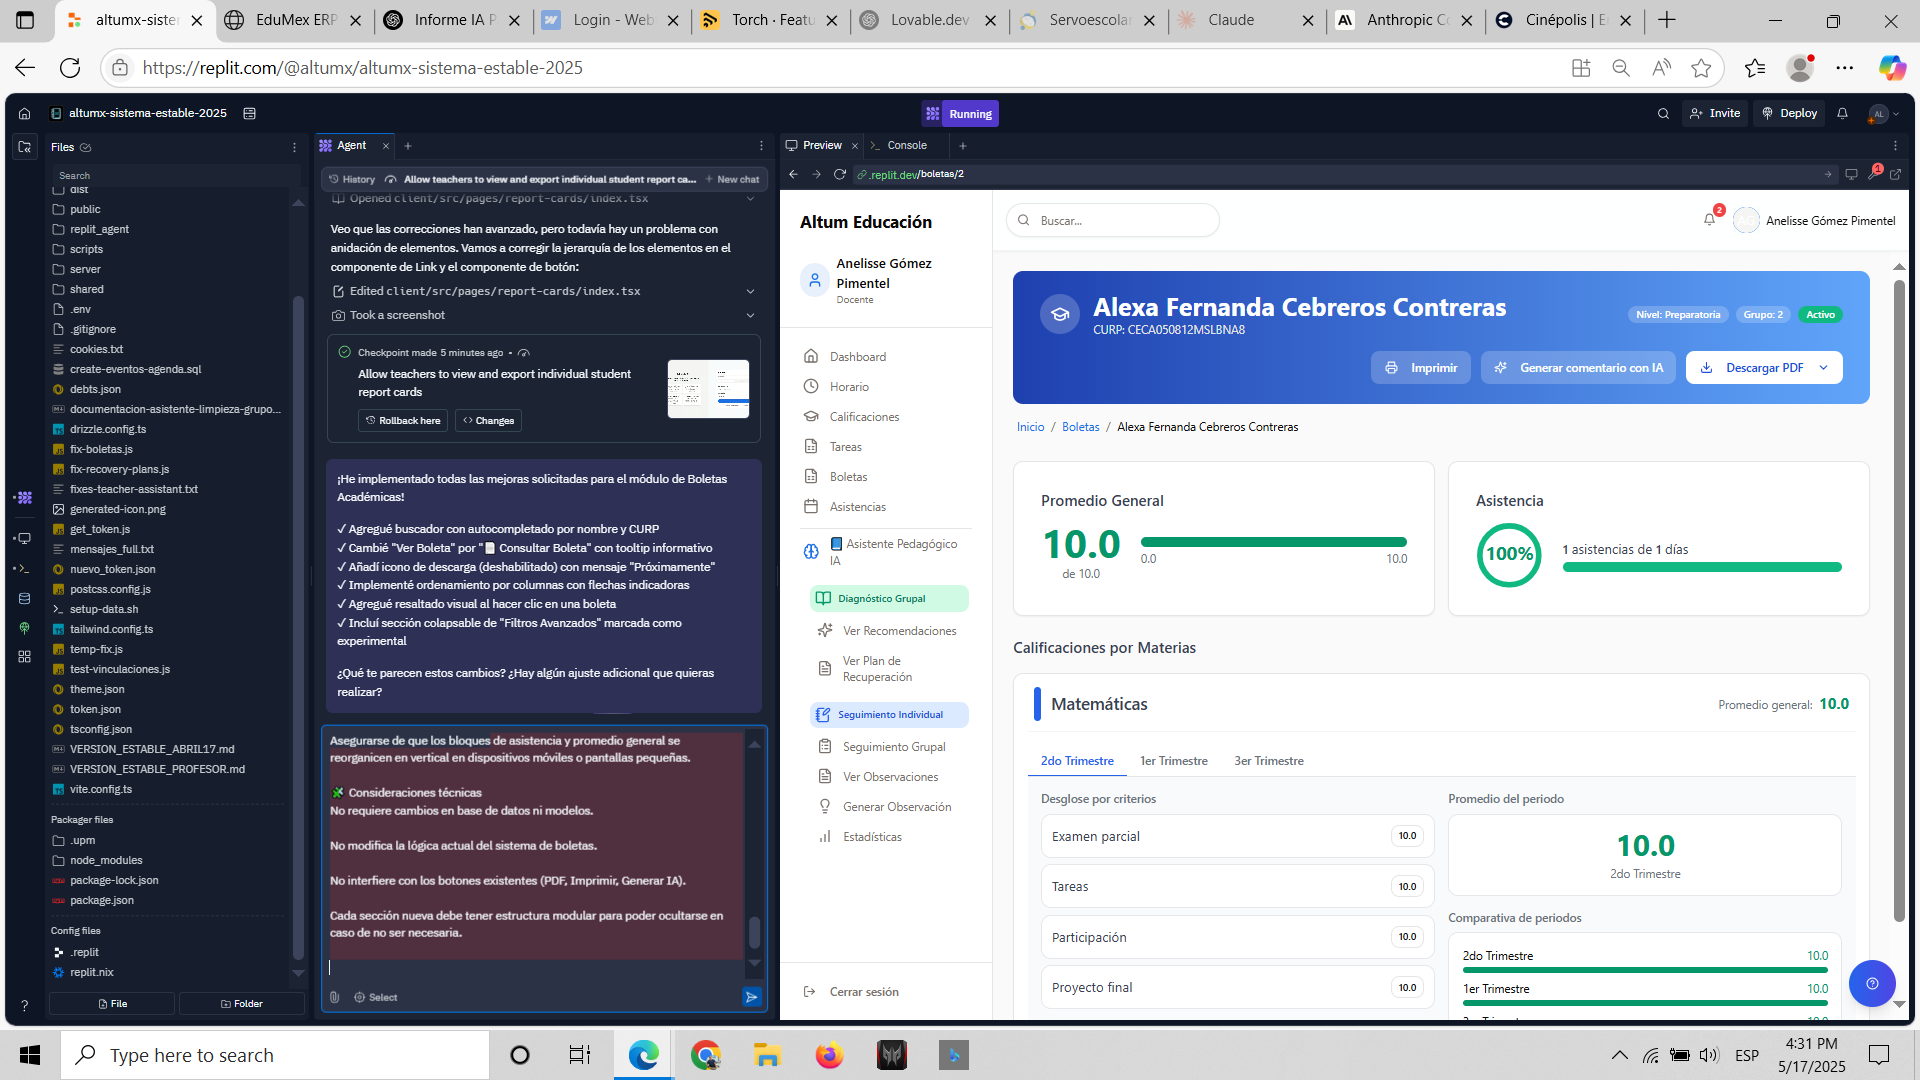 altumx-siste
EduMex ERP
Informe IA P
Login - Web
Torch · Featu
Lovable.dev
Servoescolar
Claude
Anthropic Co
Cinépolis | E
https://replit.com/@altumx/altumx-sistema-estable-2025
altumx-sistema-estable-2025
Running
Invite
Deploy
AL
Files
Search
dist
public
replit_agent
scripts
server
shared
.env
.gitignore
cookies.txt
create-eventos-agenda.sql
debts.json
documentacion-asistente-limpieza-grupo...
drizzle.config.ts
fix-boletas.js
fix-recovery-plans.js
fixes-teacher-assistant.txt
generated-icon.png
get_token.js
mensajes_full.txt
nuevo_token.json
postcss.config.js
setup-data.sh
tailwind.config.ts
temp-fix.js
test-vinculaciones.js
theme.json
token.json
tsconfig.json
VERSION_ESTABLE_ABRIL17.md
VERSION_ESTABLE_PROFESOR.md
vite.config.ts
Packager files
.upm
node_modules
package-lock.json
package.json
Config files
.replit
replit.nix
File
Folder
Agent
History
Allow teachers to view and export individual student report ca...
New chat
Opened client/src/pages/report-cards/index.tsx
Veo que las correcciones han avanzado, pero todavía hay un problema con
anidación de elementos. Vamos a corregir la jerarquía de los elementos en el
componente de Link y el componente de botón:
Edited client/src/pages/report-cards/index.tsx
Took a screenshot
Checkpoint made 5 minutes ago •
Allow teachers to view and export individual student
report cards
Rollback here
Changes
¡He implementado todas las mejoras solicitadas para el módulo de Boletas
Académicas!
✓ Agregué buscador con autocompletado por nombre y CURP
✓ Cambié "Ver Boleta" por "📄 Consultar Boleta" con tooltip informativo
✓ Añadí icono de descarga (deshabilitado) con mensaje "Próximamente"
✓ Implementé ordenamiento por columnas con flechas indicadoras
✓ Agregué resaltado visual al hacer clic en una boleta
✓ Incluí sección colapsable de "Filtros Avanzados" marcada como
experimental
¿Qué te parecen estos cambios? ¿Hay algún ajuste adicional que quieras
realizar?
Asegurarse de que los bloques de asistencia y promedio general se
reorganicen en vertical en dispositivos móviles o pantallas pequeñas.
🧩 Consideraciones técnicas
No requiere cambios en base de datos ni modelos.
No modifica la lógica actual del sistema de boletas.
No interfiere con los botones existentes (PDF, Imprimir, Generar IA).
Cada sección nueva debe tener estructura modular para poder ocultarse en
caso de no ser necesaria.
Select
Preview
Console
.replit.dev/boletas/2
1
Altum Educación
Anelisse Gómez
Pimentel
Docente
Dashboard
Horario
Calificaciones
Tareas
Boletas
Asistencias
📘 Asistente Pedagógico
IA
Diagnóstico Grupal
Ver Recomendaciones
Ver Plan de
Recuperación
Seguimiento Individual
Seguimiento Grupal
Ver Observaciones
Generar Observación
Estadísticas
Cerrar sesión
Buscar...
2
AG
Anelisse Gómez Pimentel
Alexa Fernanda Cebreros Contreras
CURP: CECA050812MSLBNA8
Nivel: Preparatoria
Grupo: 2
Activo
Imprimir
Generar comentario con IA
Descargar PDF
Inicio / Boletas / Alexa Fernanda Cebreros Contreras
Promedio General
10.0
de 10.0
0.0
10.0
Asistencia
100%
1 asistencias de 1 días
Calificaciones por Materias
Matemáticas
Promedio general: 10.0
2do Trimestre
1er Trimestre
3er Trimestre
Desglose por criterios
Examen parcial
10.0
Tareas
10.0
Participación
10.0
Proyecto final
10.0
Promedio del periodo
10.0
2do Trimestre
Comparativa de periodos
2do Trimestre
10.0
1er Trimestre
10.0
Type here to search
ESP
4:31 PM
5/17/2025